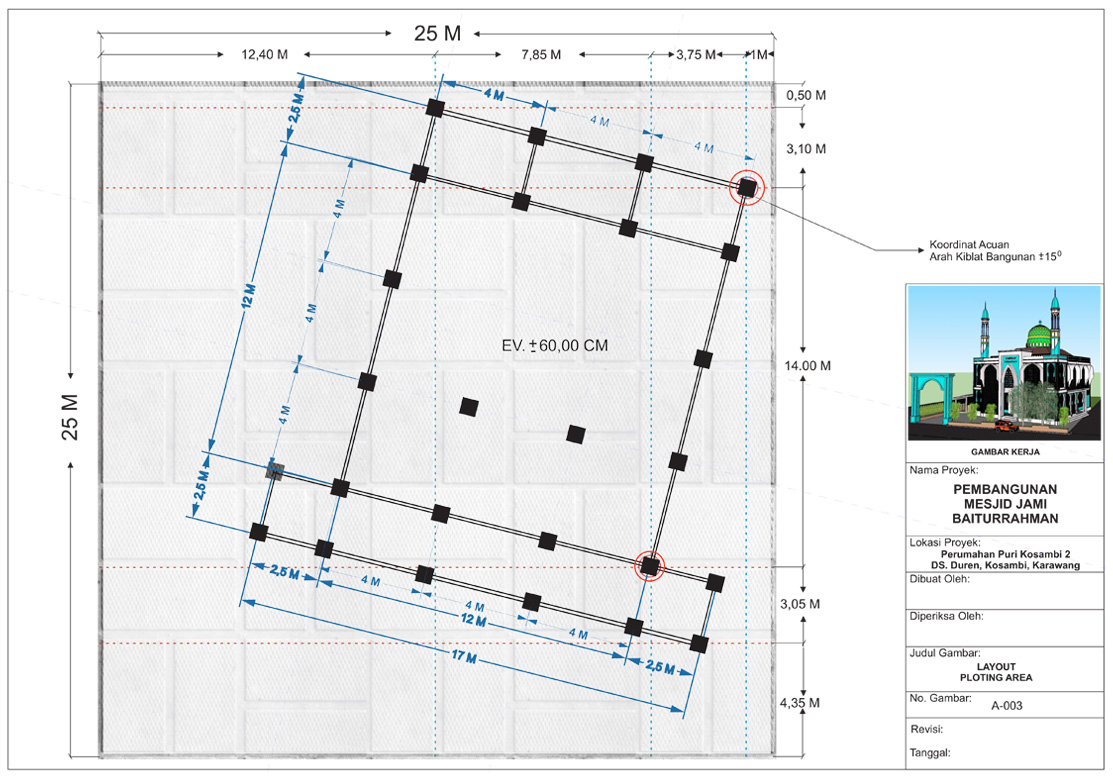 25 M
12,40 M
7,85 M
3,75 M
1M
0,50 M
3,10 M
14.00 M
3,05 M
4,35 M
25 M
2,5 M
4 M
4 M
4 M
12 M
4 M
4 M
4 M
2,5 M
2,5 M
4 M
4 M
4 M
12 M
2,5 M
17 M
EV. ±60,00 CM
Koordinat Acuan
Arah Kiblat Bangunan ±15⁰
GAMBAR KERJA
Nama Proyek:
PEMBANGUNAN
MESJID JAMI
BAITURRAHMAN
Lokasi Proyek:
Perumahan Puri Kosambi 2
DS. Duren, Kosambi, Karawang
Dibuat Oleh:
Diperiksa Oleh:
Judul Gambar:
LAYOUT
PLOTING AREA
No. Gambar:
A-003
Revisi:
Tanggal: